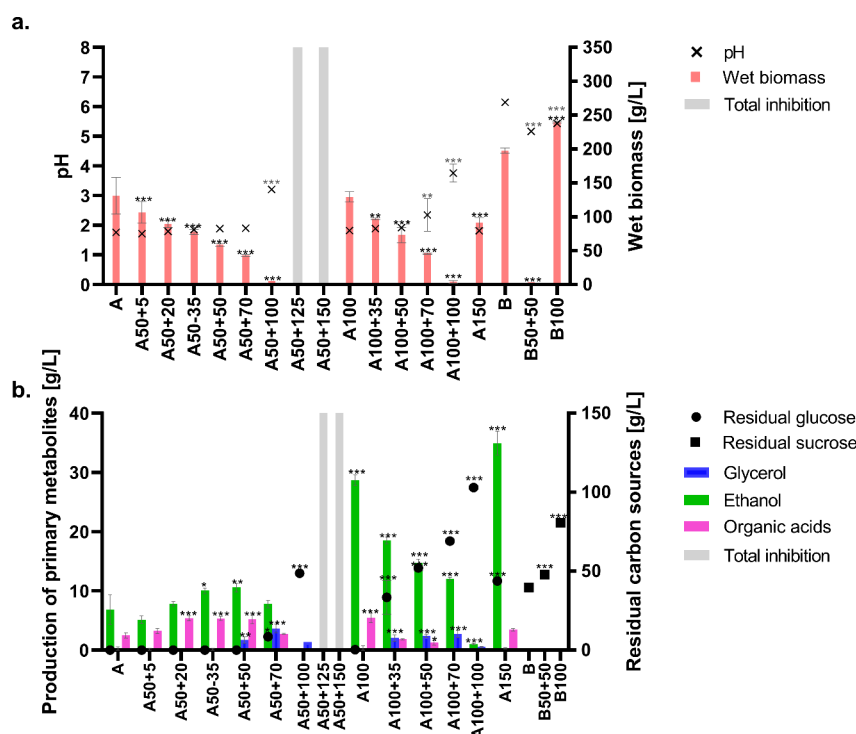 a.
8
7
6
5
4
3
2
1
0
pH
350
300
250
200
150
100
50
0
Wet biomass [g/L]
pH
Wet biomass
Total inhibition
***
***
***
***
***
***
***
**
***
**
***
***
***
***
***
***
***
***
A
A50+5
A50+20
A50-35
A50+50
A50+70
A50+100
A50+125
A50+150
A100
A100+35
A100+50
A100+70
A100+100
A150
B
B50+50
B100
b.
40
30
20
10
0
Production of primary metabolites [g/L]
150
100
50
0
Residual carbon sources [g/L]
Residual glucose
Residual sucrose
Glycerol
Ethanol
Organic acids
Total inhibition
A
A50+5
A50+20
A50-35
A50+50
A50+70
A50+100
A50+125
A50+150
A100
A100+35
A100+50
A100+70
A100+100
A150
B
B50+50
B100